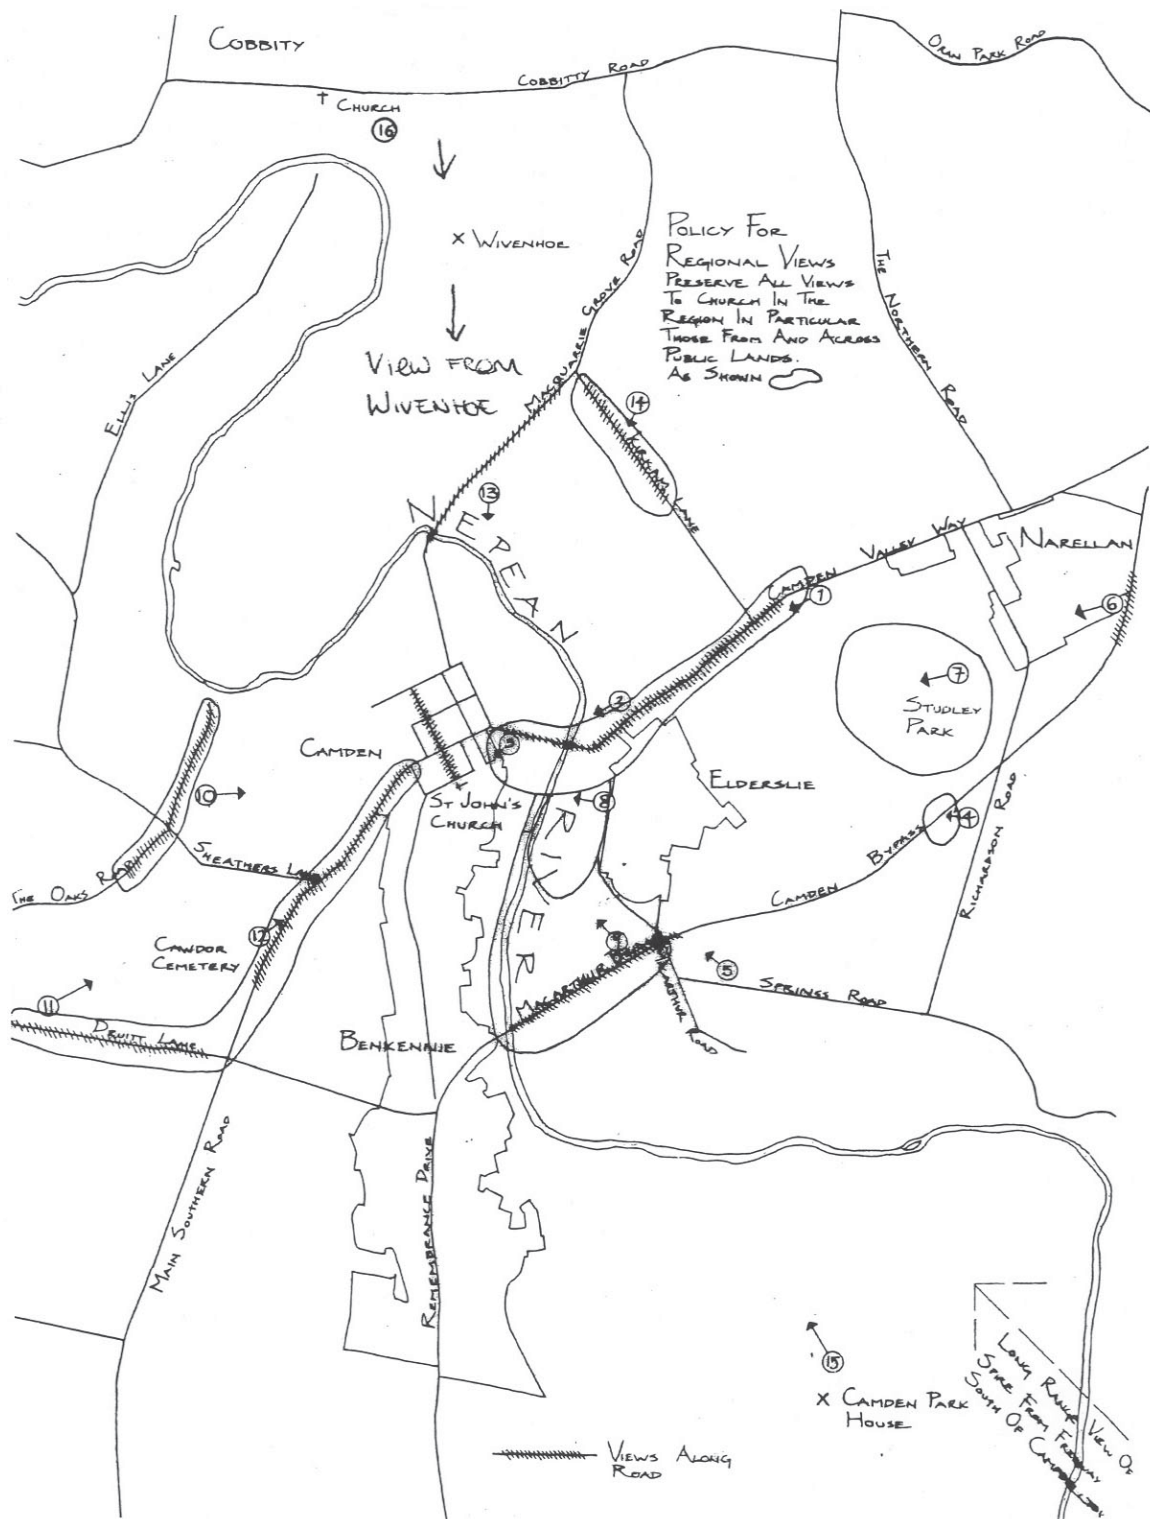 COBBITY
COBBITTY ROAD
ORAN PARK ROAD
† CHURCH
16
x WIVENHOE
VIEW FROM
WIVENHOE
MACQUARRIE GROVE ROAD
POLICY FOR
REGIONAL VIEWS
PRESERVE ALL VIEWS
TO CHURCH IN THE
REGION IN PARTICULAR
THOSE FROM AND ACROSS
PUBLIC LANDS.
AS SHOWN
THE NORTHERN ROAD
ELLIS LANE
14
KIRKHAM LANE
13
NEPEAN
RIVER
CAMDEN VALLEY WAY
NARELLAN
1
6
7
STUDLEY
PARK
2
CAMDEN
ST JOHN'S
CHURCH
ELDERSLIE
8
10
SHEATHERS LANE
THE OAKS ROAD
4
CAMDEN BYPASS
RICHARDSON ROAD
12
CAWDOR
CEMETERY
5
SPRINGS ROAD
MACARTHUR
ROAD
11
DRUITT LANE
BENKENNIE
MAIN SOUTHERN ROAD
REMEMBRANCE DRIVE
15
x CAMDEN PARK
HOUSE
LONG RANGE VIEW OF
SPIRE FROM FREEWAY
SOUTH OF
VIEWS ALONG
ROAD